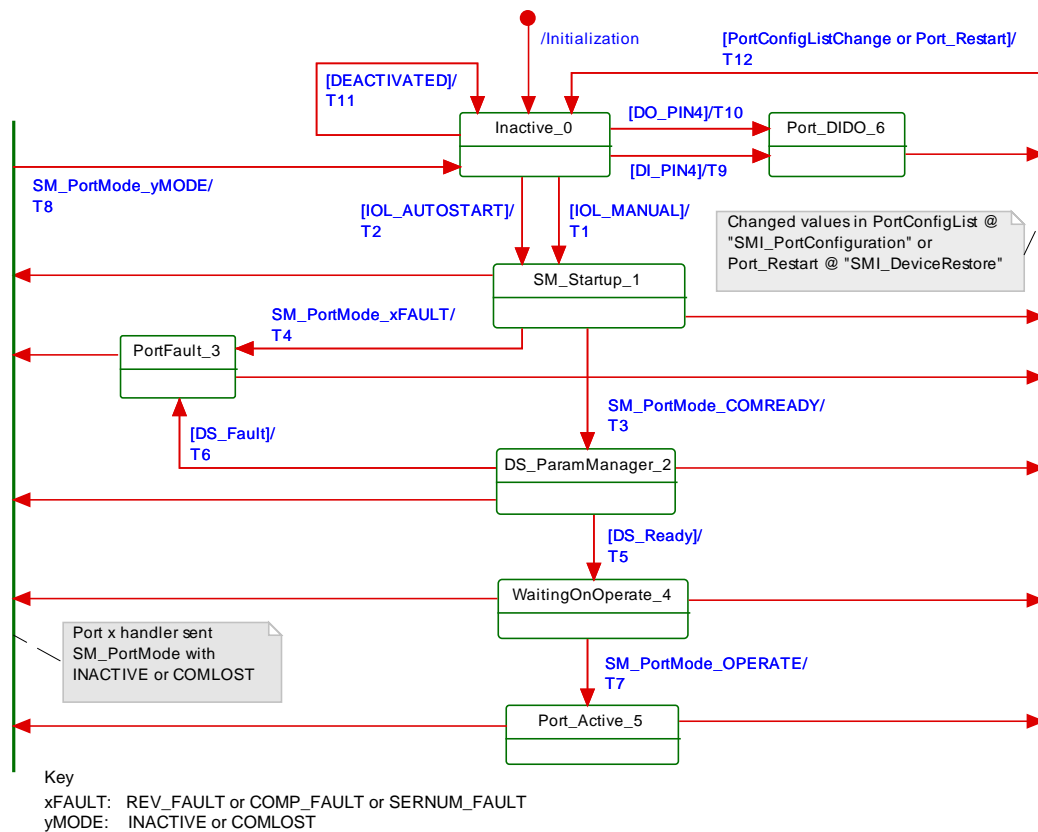 /Initialization
[PortConfigListChange or Port_Restart]/
T12
[DEACTIVATED]/
T11
Inactive_0
[DO_PIN4]/T10
Port_DIDO_6
[DI_PIN4]/T9
SM_PortMode_yMODE/
T8
[IOL_AUTOSTART]/
T2
[IOL_MANUAL]/
T1
Changed values in PortConfigList @
"SMI_PortConfiguration" or
Port_Restart @ "SMI_DeviceRestore"
SM_Startup_1
SM_PortMode_xFAULT/
T4
PortFault_3
SM_PortMode_COMREADY/
T3
[DS_Fault]/
T6
DS_ParamManager_2
[DS_Ready]/
T5
WaitingOnOperate_4
Port x handler sent
SM_PortMode with
INACTIVE or COMLOST
SM_PortMode_OPERATE/
T7
Port_Active_5
Key
xFAULT: REV_FAULT or COMP_FAULT or SERNUM_FAULT
yMODE: INACTIVE or COMLOST